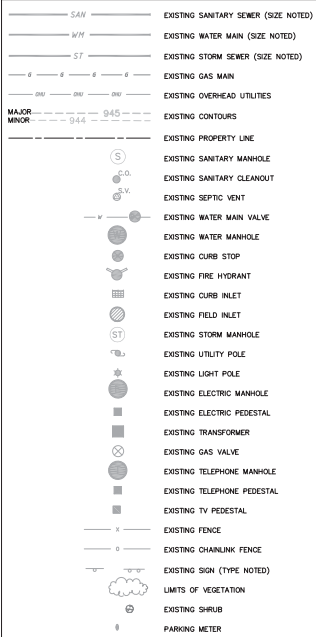 SAN EXISTING SANITARY SEWER (SIZE NOTED)
WM EXISTING WATER MAIN (SIZE NOTED)
ST EXISTING STORM SEWER (SIZE NOTED)
G G G G EXISTING GAS MAIN
OHU OHU OHU EXISTING OVERHEAD UTILITIES
MAJOR 945 EXISTING CONTOURS
MINOR 944
EXISTING PROPERTY LINE
S EXISTING SANITARY MANHOLE
C.O. EXISTING SANITARY CLEANOUT
S.V. EXISTING SEPTIC VENT
W EXISTING WATER MAIN VALVE
EXISTING WATER MANHOLE
EXISTING CURB STOP
EXISTING FIRE HYDRANT
EXISTING CURB INLET
EXISTING FIELD INLET
ST EXISTING STORM MANHOLE
EXISTING UTILITY POLE
EXISTING LIGHT POLE
EXISTING ELECTRIC MANHOLE
EXISTING ELECTRIC PEDESTAL
EXISTING TRANSFORMER
EXISTING GAS VALVE
EXISTING TELEPHONE MANHOLE
EXISTING TELEPHONE PEDESTAL
EXISTING TV PEDESTAL
X EXISTING FENCE
O EXISTING CHAINLINK FENCE
EXISTING SIGN (TYPE NOTED)
LIMITS OF VEGETATION
EXISTING SHRUB
PARKING METER